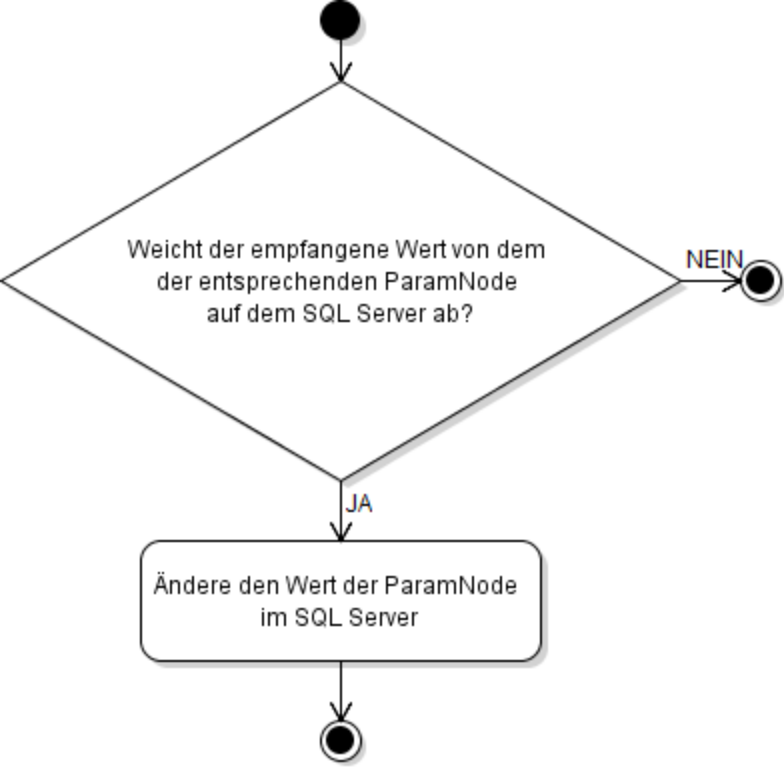 Weicht der empfangene Wert von dem
der entsprechenden ParamNode
auf dem SQL Server ab?
NEIN
JA
Ändere den Wert der ParamNode
im SQL Server